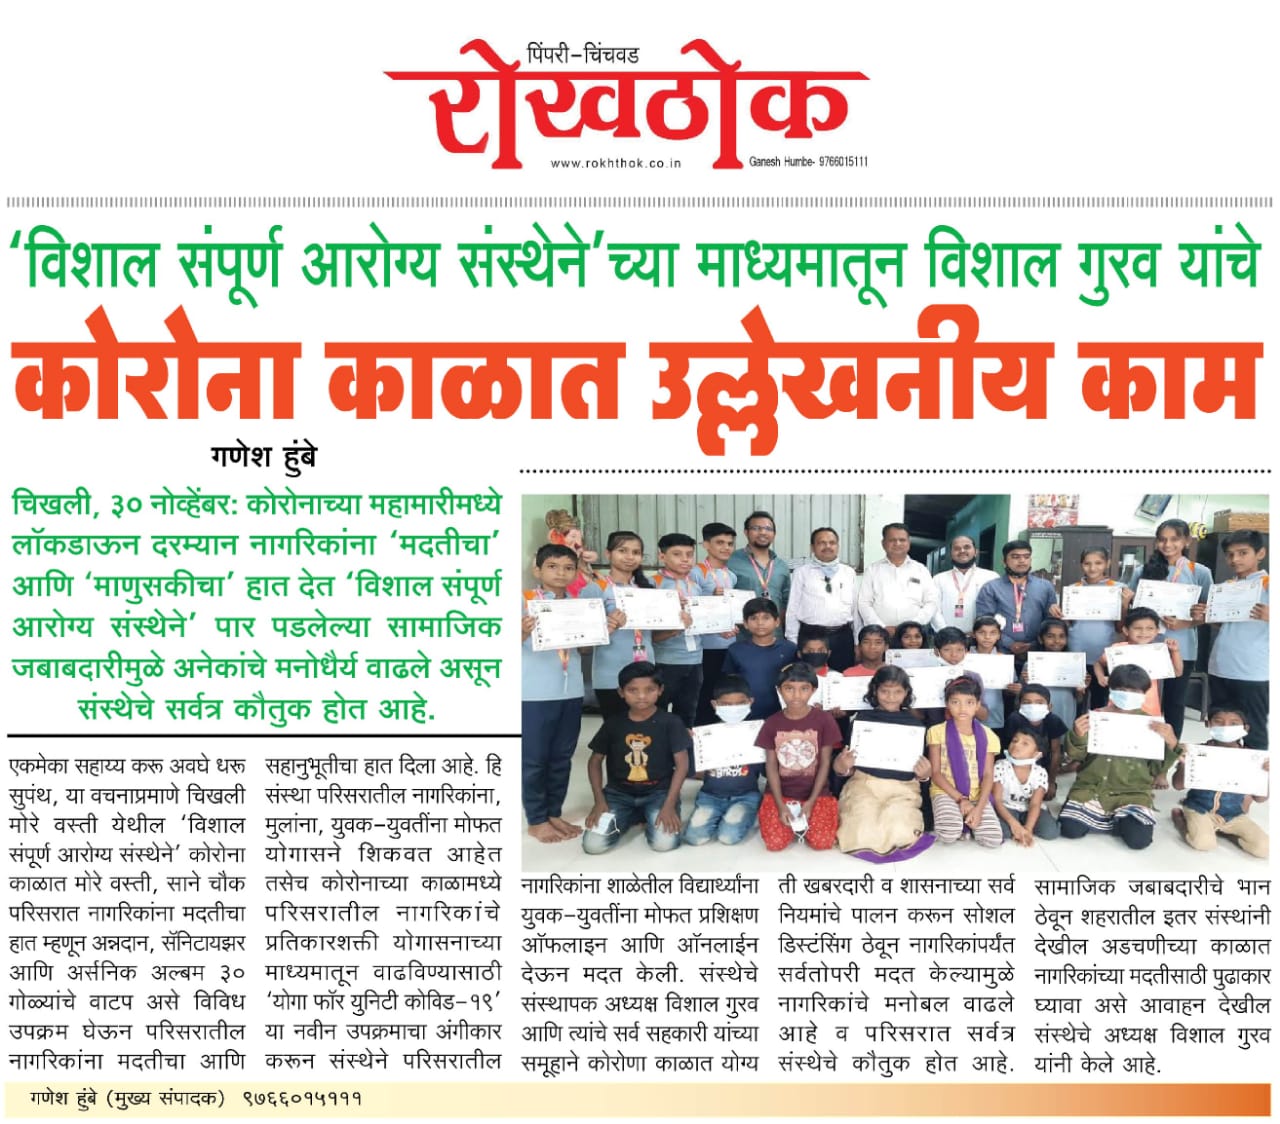 पिंपरी-चिंचवड
रोखठोक
www.rokhthok.co.in
Ganesh Humbe- 9766015111
‘विशाल संपूर्ण आरोग्य संस्थेने’च्या माध्यमातून विशाल गुरव यांचे
कोरोना काळात उल्लेखनीय काम
गणेश हुंबे
चिखली, ३० नोव्हेंबर: कोरोनाच्या महामारीमध्ये
लॉकडाऊन दरम्यान नागरिकांना ‘मदतीचा’
आणि ‘माणुसकीचा’ हात देत ‘विशाल संपूर्ण
आरोग्य संस्थेने’ पार पडलेल्या सामाजिक
जबाबदारीमुळे अनेकांचे मनोधैर्य वाढले असून
संस्थेचे सर्वत्र कौतुक होत आहे.
एकमेका सहाय्य करू अवघे धरू
सुपंथ, या वचनाप्रमाणे चिखली
मोरे वस्ती येथील ‘विशाल
संपूर्ण आरोग्य संस्थेने’ कोरोना
काळात मोरे वस्ती, साने चौक
परिसरात नागरिकांना मदतीचा
हात म्हणून अन्नदान, सॅनिटायझर
आणि अर्सनिक अल्बम ३०
गोळ्यांचे वाटप असे विविध
उपक्रम घेऊन परिसरातील
नागरिकांना मदतीचा आणि
सहानुभूतीचा हात दिला आहे. हि
संस्था परिसरातील नागरिकांना,
मुलांना, युवक-युवतींना मोफत
योगासने शिकवत आहेत
तसेच कोरोनाच्या काळामध्ये
परिसरातील नागरिकांचे
प्रतिकारशक्ती योगासनाच्या
माध्यमातून वाढविण्यासाठी
‘योगा फॉर युनिटी कोविड-१९’
या नवीन उपक्रमाचा अंगीकार
करून संस्थेने परिसरातील
नागरिकांना शाळेतील विद्यार्थ्यांना
युवक-युवतींना मोफत प्रशिक्षण
ऑफलाइन आणि ऑनलाईन
देऊन मदत केली. संस्थेचे
संस्थापक अध्यक्ष विशाल गुरव
आणि त्यांचे सर्व सहकारी यांच्या
समूहाने कोरोणा काळात योग्य
ती खबरदारी व शासनाच्या सर्व
नियमांचे पालन करून सोशल
डिस्टंसिंग ठेवून नागरिकांपर्यंत
सर्वतोपरी मदत केल्यामुळे
नागरिकांचे मनोबल वाढले
आहे व परिसरात सर्वत्र
संस्थेचे कौतुक होत आहे.
सामाजिक जबाबदारीचे भान
ठेवून शहरातील इतर संस्थांनी
देखील अडचणीच्या काळात
नागरिकांच्या मदतीसाठी पुढाकार
घ्यावा असे आवाहन देखील
संस्थेचे अध्यक्ष विशाल गुरव
यांनी केले आहे.
गणेश हुंबे (मुख्य संपादक) ९७६६०१५१११